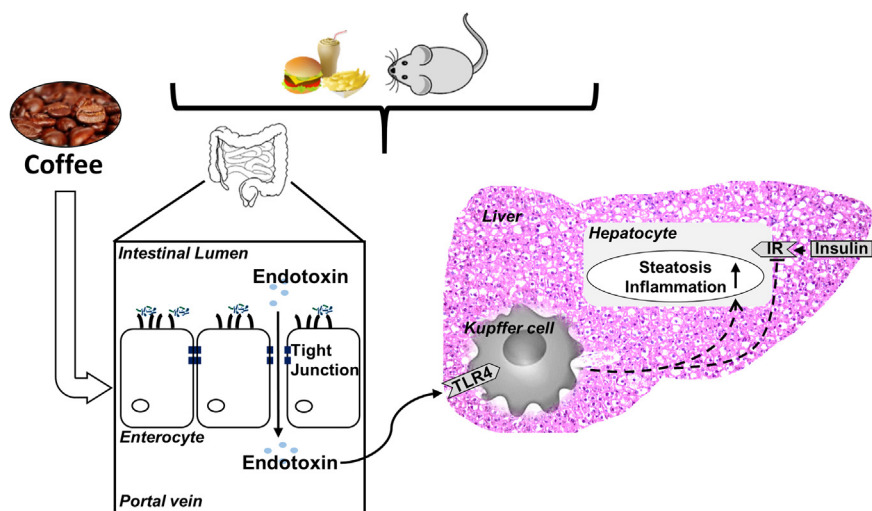 Coffee
Intestinal Lumen
Endotoxin
Tight
Junction
Enterocyte
Endotoxin
Portal vein
Liver
Hepatocyte
IR
Insulin
Steatosis
Inflammation
Kupffer cell
TLR4